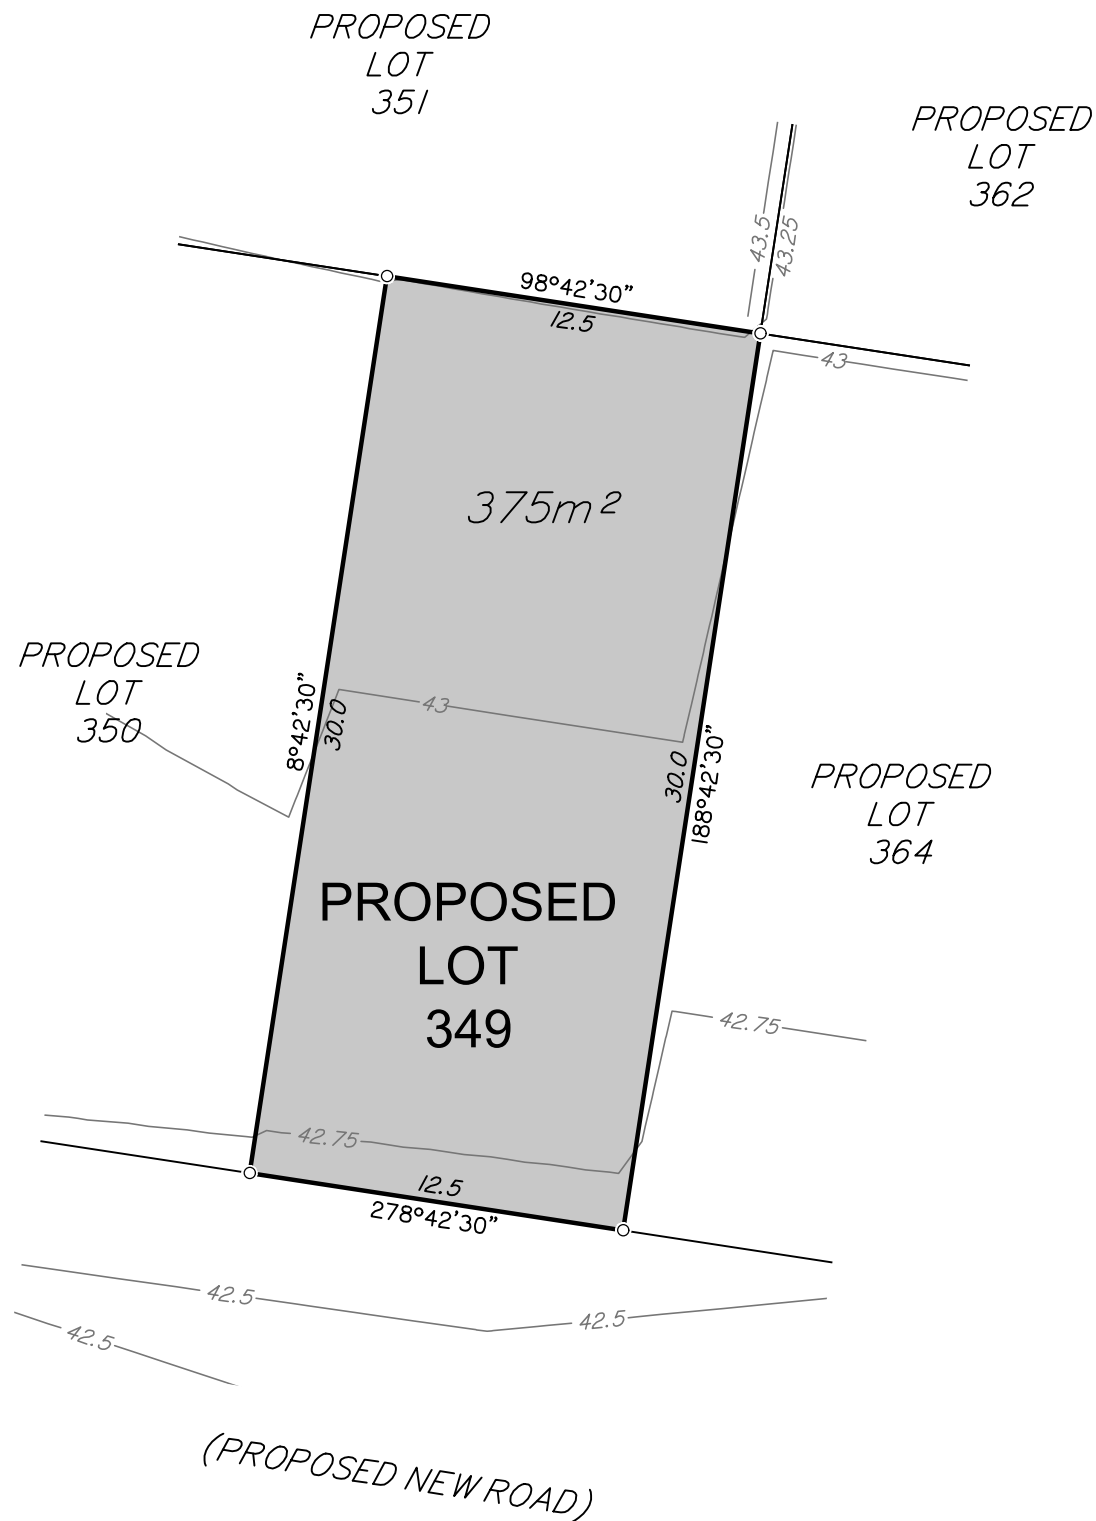 PROPOSED
LOT
351
PROPOSED
LOT
362
43.5
43.25
98°42'30"
12.5
43
375m²
PROPOSED
LOT
350
8°42'30"
30.0
43
30.0
188°42'30"
PROPOSED
LOT
364
PROPOSED
LOT
349
42.75
42.75
12.5
278°42'30"
42.5
42.5
42.5
(PROPOSED NEW ROAD)